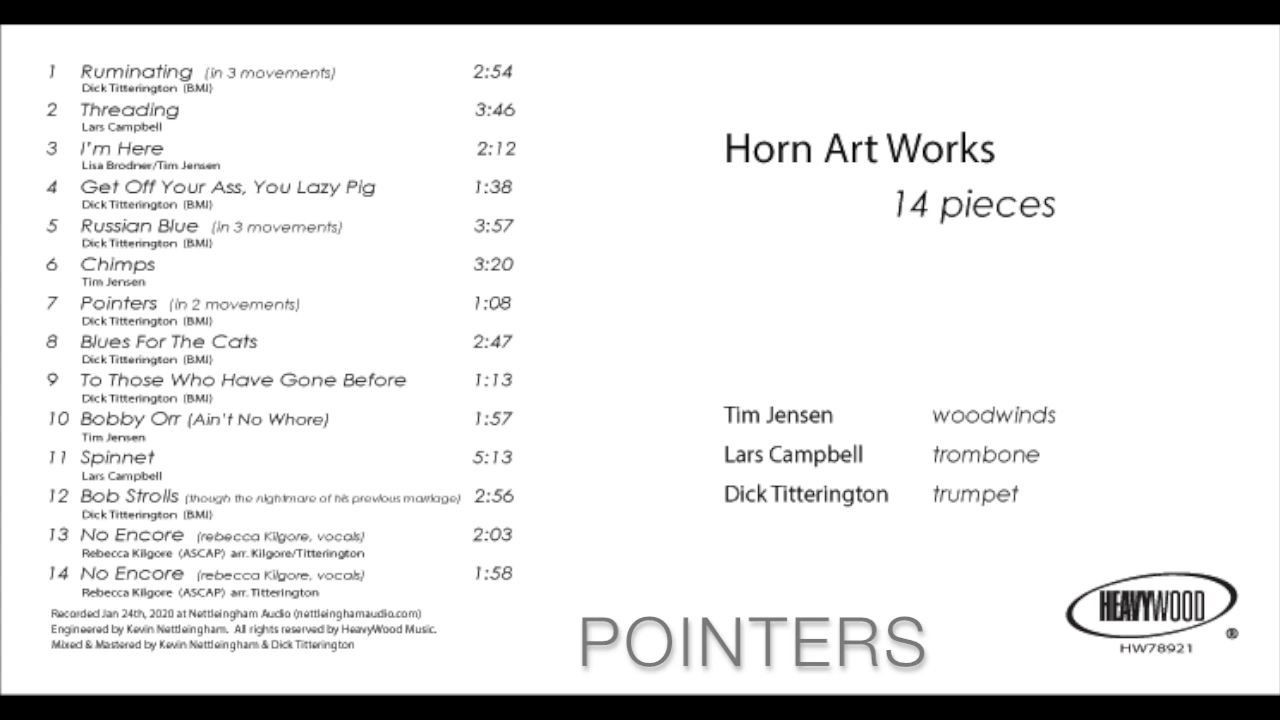 1 Ruminating (in 3 movements) 2:54
Dick Titterington (BMI)
2 Threading 3:46
Lars Campbell
3 I'm Here 2:12
Lisa Brodner/Tim Jensen
4 Get Off Your Ass, You Lazy Pig 1:38
Dick Titterington (BMI)
5 Russian Blue (in 3 movements) 3:57
Dick Titterington (BMI)
6 Chimps 3:20
Tim Jensen
7 Pointers (in 2 movements) 1:08
Dick Titterington (BMI)
8 Blues For The Cats 2:47
Dick Titterington (BMI)
9 To Those Who Have Gone Before 1:13
Dick Titterington (BMI)
10 Bobby Orr (Ain't No Whore) 1:57
Tim Jensen
11 Spinnet 5:13
Lars Campbell
12 Bob Strolls (though the nightmare of his previous marriage) 2:56
Dick Titterington (BMI)
13 No Encore (rebecca Kilgore, vocals) 2:03
Rebecca Kilgore (ASCAP) arr. Kilgore/Titterington
14 No Encore (rebecca Kilgore, vocals) 1:58
Rebecca Kilgore (ASCAP) arr. Titterington
Recorded Jan 24th, 2020 at Nettleingham Audio (nettleinghamaudio.com)
Engineered by Kevin Nettleingham. All rights reserved by HeavyWood Music.
Mixed & Mastered by Kevin Nettleingham & Dick Titterington
Horn Art Works
14 pieces
Tim Jensen woodwinds
Lars Campbell trombone
Dick Titterington trumpet
HEAVYWOOD ®
HW78921
POINTERS